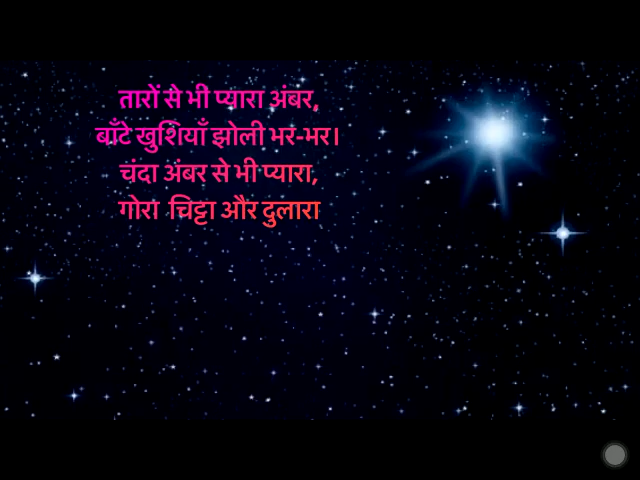 तारों से भी प्यारा अंबर,
बाँटे खुशियाँ झोली भर-भर।
चंदा अंबर से भी प्यारा,
गोरा चिट्टा और दुलारा